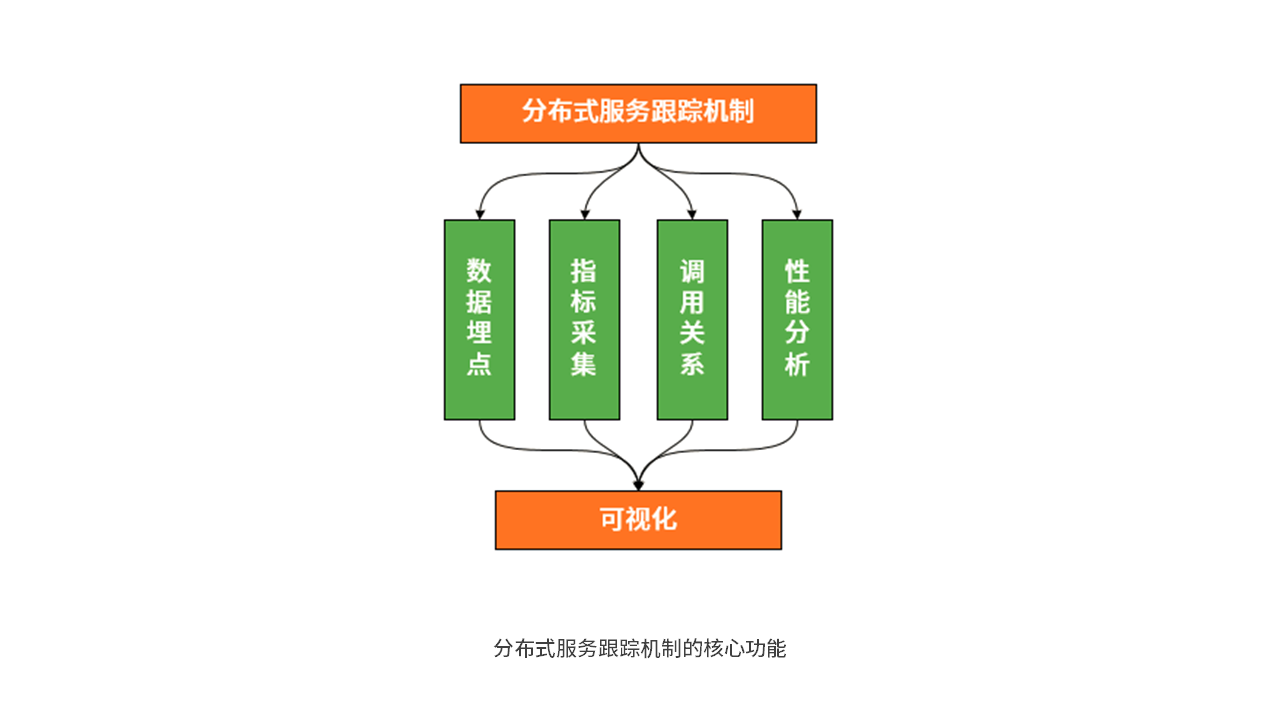 分布式服务跟踪机制
数据埋点
指标采集
调用关系
性能分析
可视化
分布式服务跟踪机制的核心功能